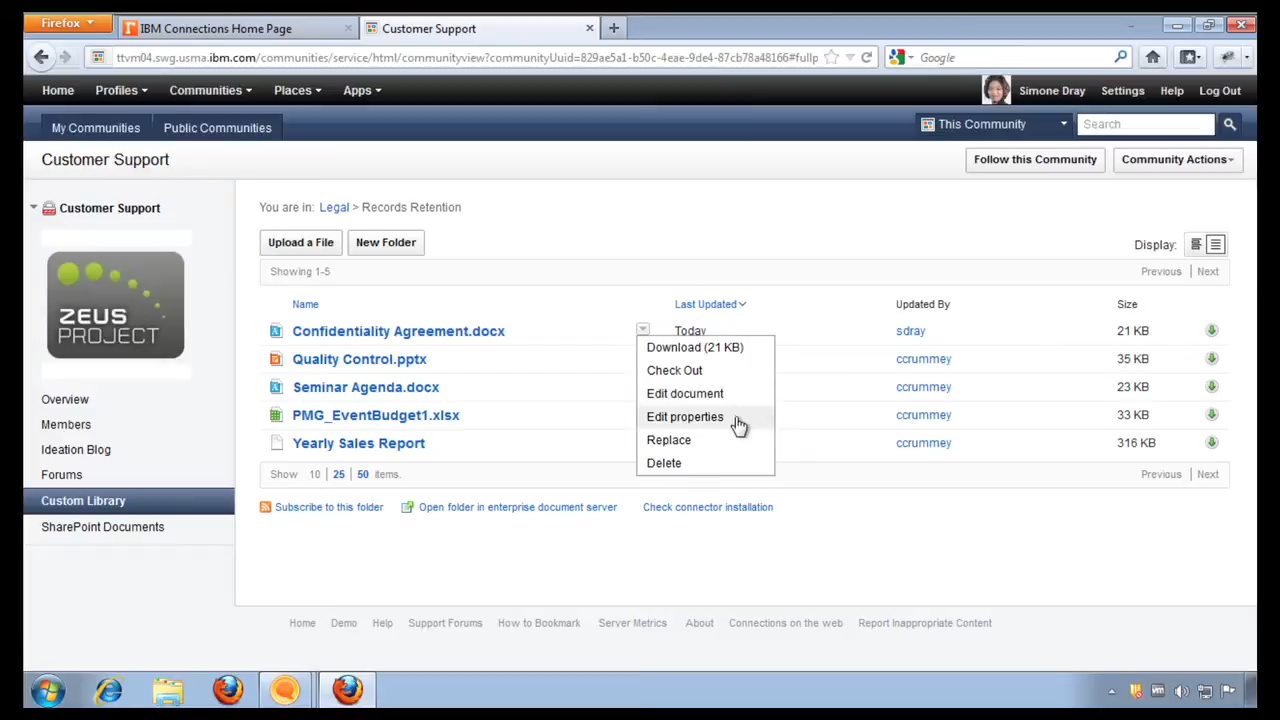 Firefox
IBM Connections Home Page
Customer Support
ttvm04.swg.usma.ibm.com/communities/service/html/communityview?communityUuid=829ae5a1-b50c-4eae-9de4-87cb78a48166#fullp
Google
Home Profiles Communities Places Apps
Simone Dray Settings Help Log Out
My Communities Public Communities
This Community
Search
Customer Support
Follow this Community
Community Actions
Customer Support
ZEUS
PROJECT
Overview
Members
Ideation Blog
Forums
Custom Library
SharePoint Documents
You are in: Legal > Records Retention
Upload a File New Folder
Display:
Showing 1-5
Previous | Next
Name Last Updated Updated By Size
Confidentiality Agreement.docx Today sdray 21 KB
Quality Control.pptx ccrummey 35 KB
Seminar Agenda.docx ccrummey 23 KB
PMG_EventBudget1.xlsx ccrummey 33 KB
Yearly Sales Report ccrummey 316 KB
Download (21 KB)
Check Out
Edit document
Edit properties
Replace
Delete
Show 10 | 25 | 50 items.
Previous | Next
Subscribe to this folder Open folder in enterprise document server Check connector installation
Home Demo Help Support Forums How to Bookmark Server Metrics About Connections on the web Report Inappropriate Content